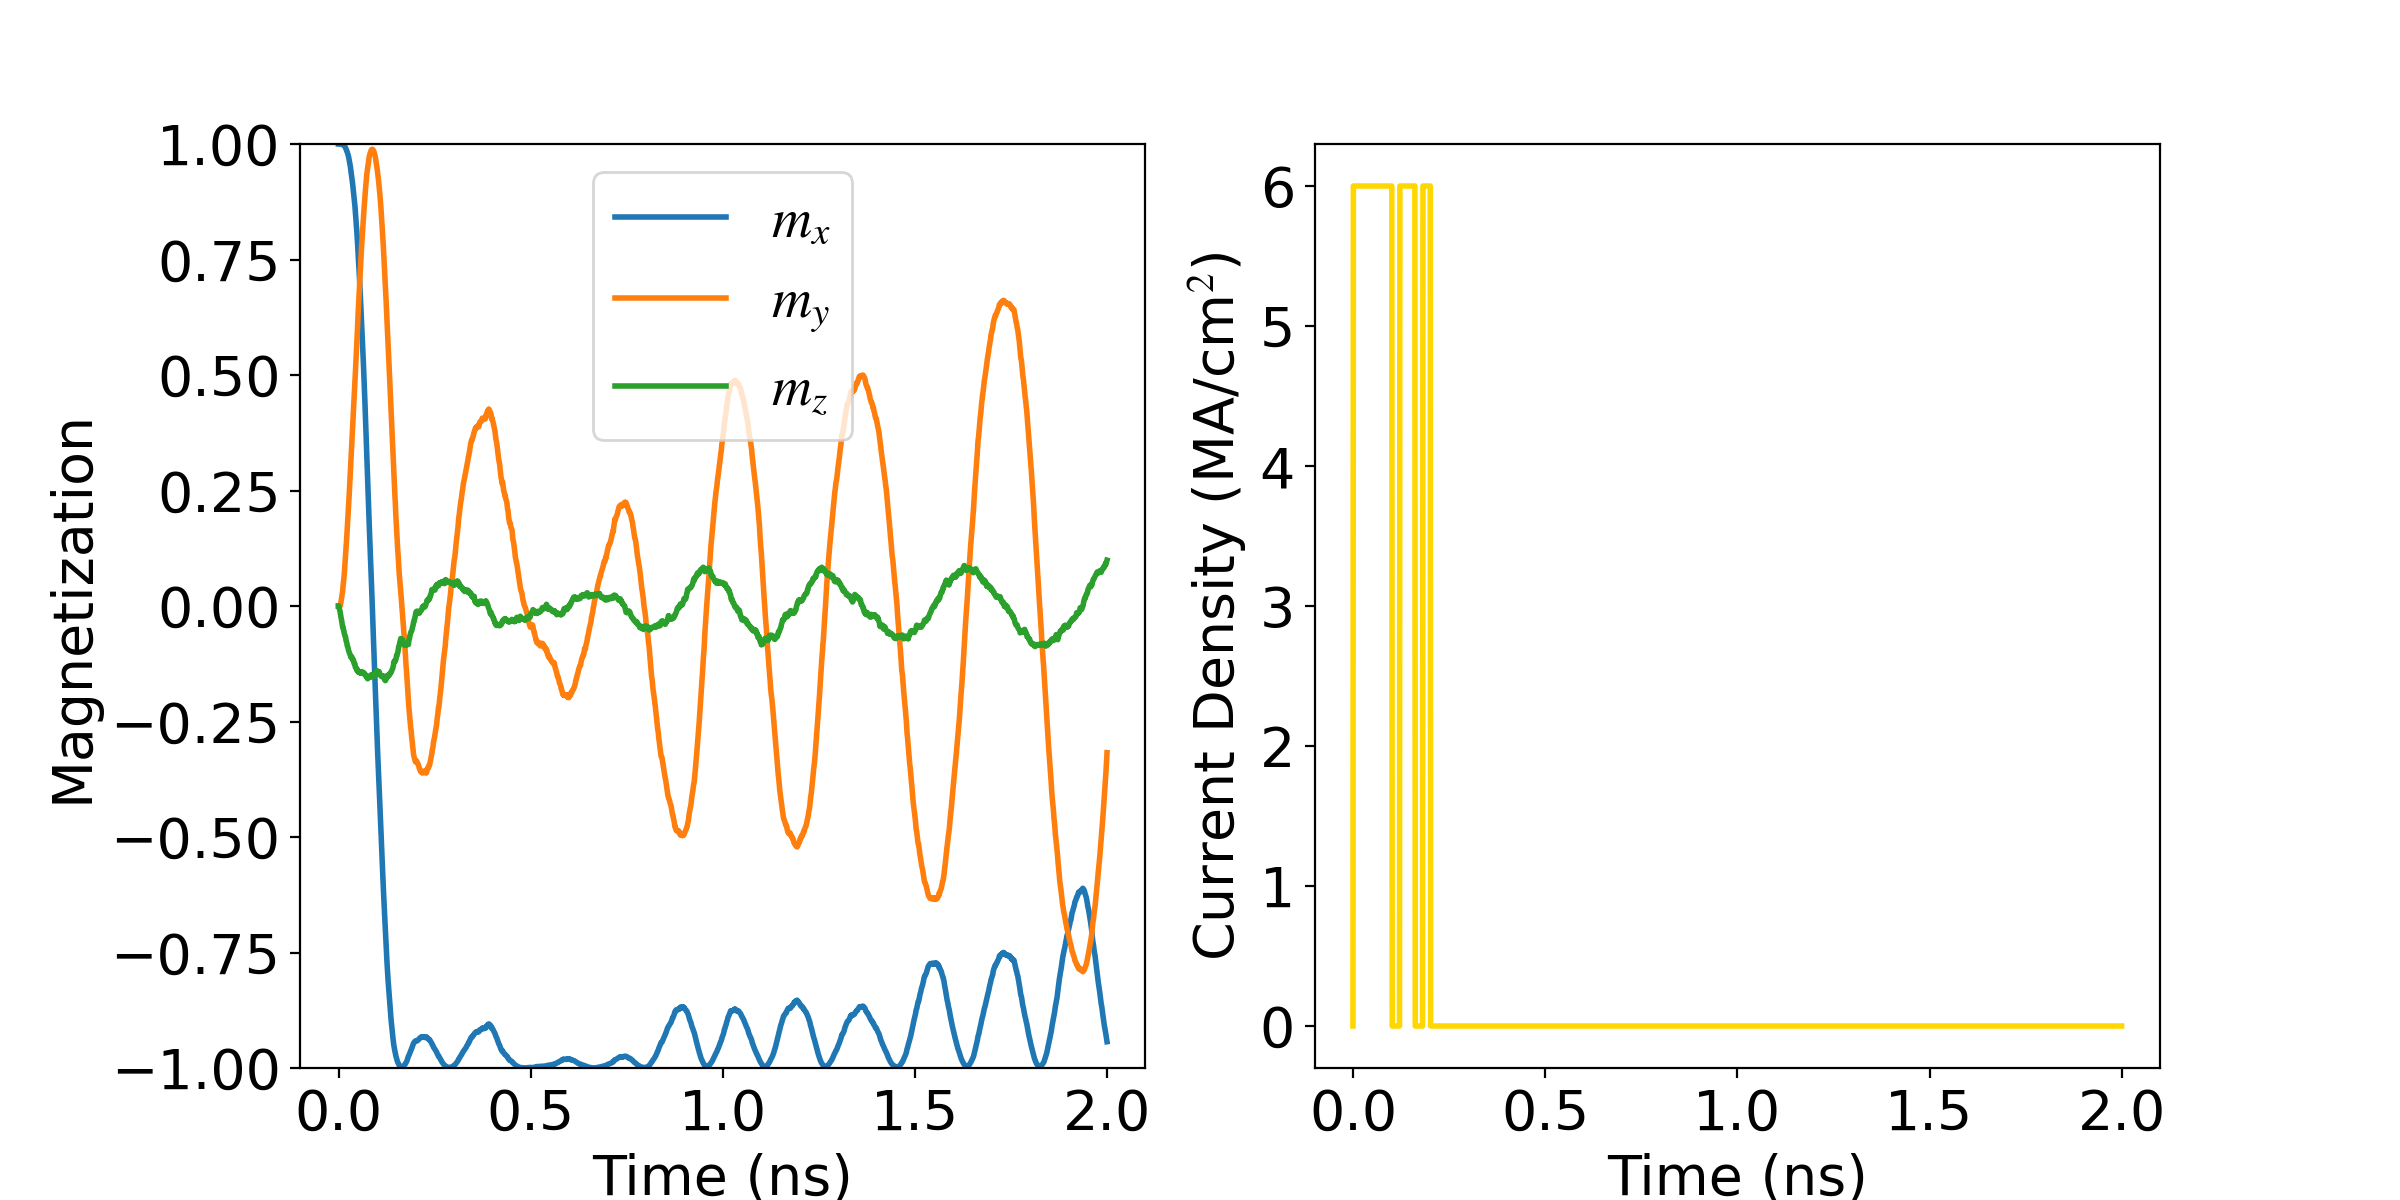 1.00
0.75
0.50
0.25
0.00
−0.25
−0.50
−0.75
−1.00
Magnetization
0.0 0.5 1.0 1.5 2.0
Time (ns)
m_x
m_y
m_z
6
5
4
3
2
1
0
Current Density (MA/cm²)
0.0 0.5 1.0 1.5 2.0
Time (ns)